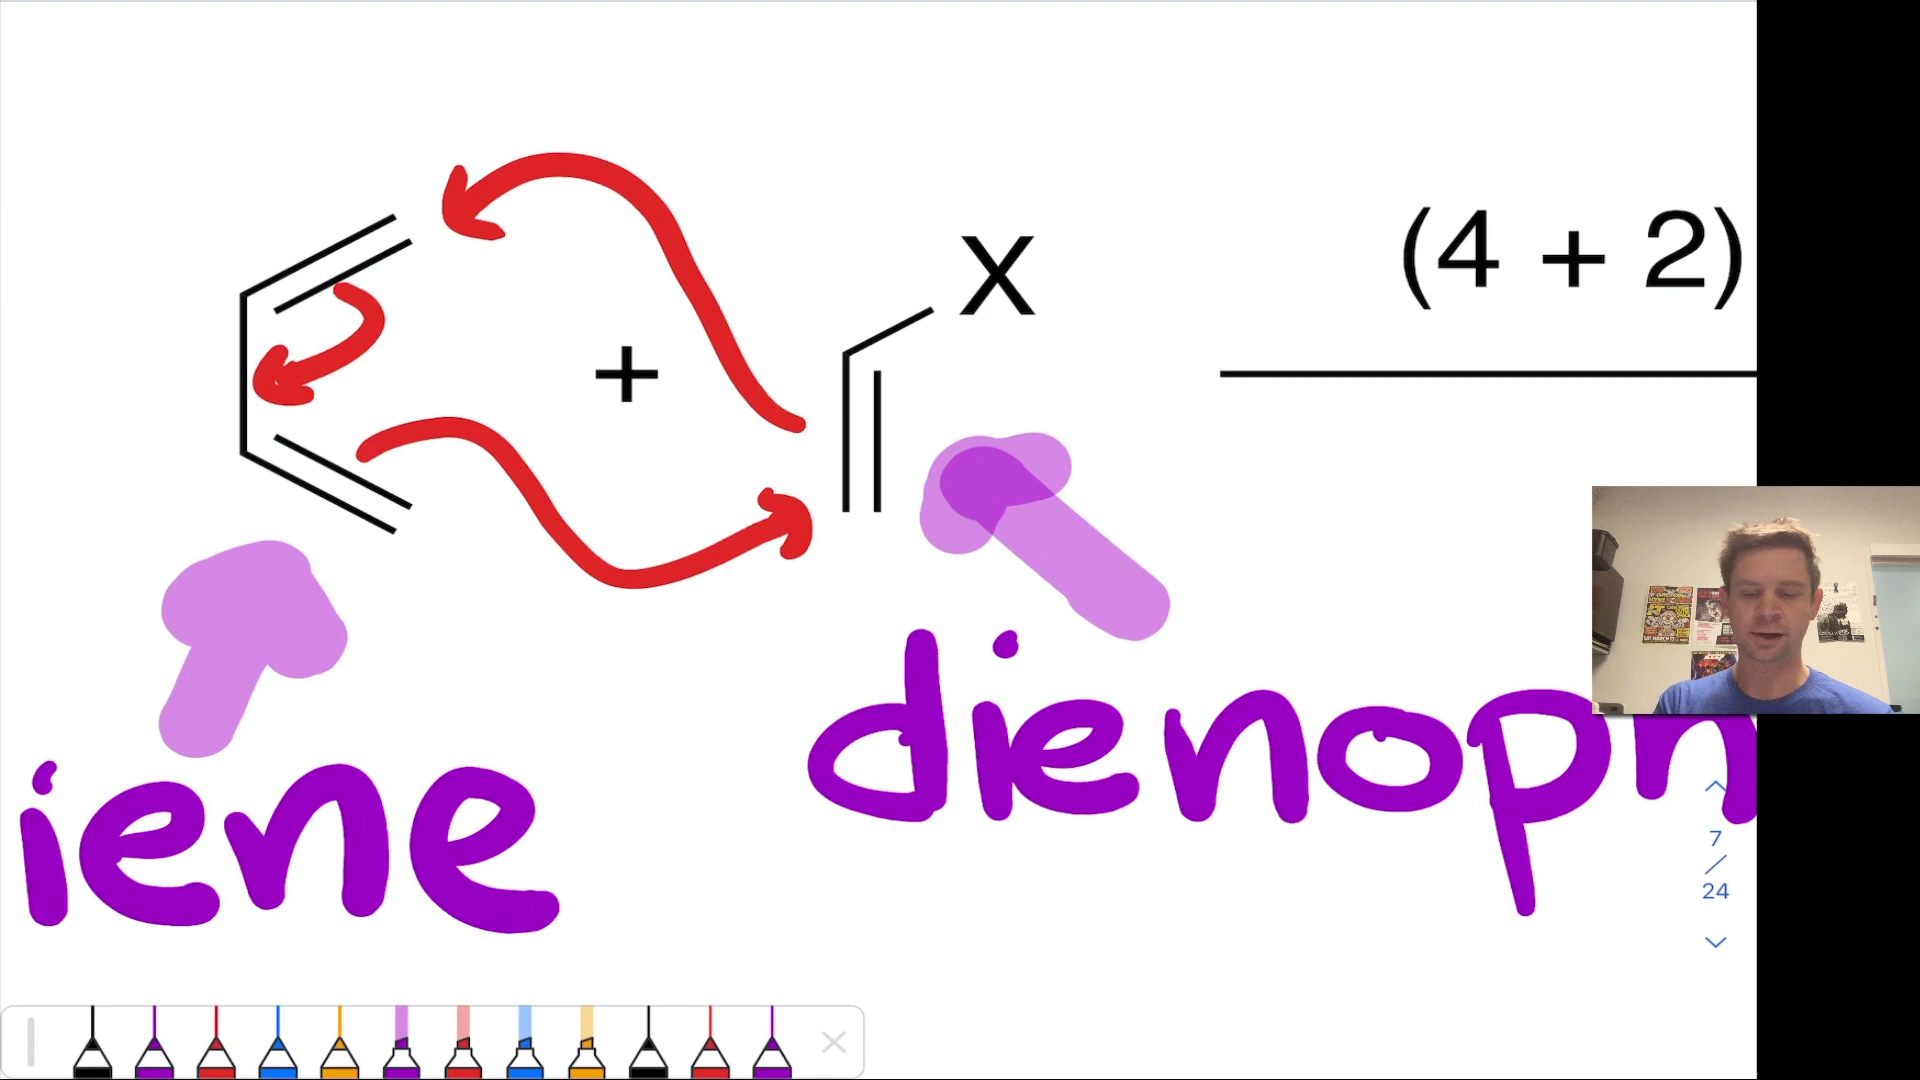 X
(4 + 2)
+
dienoph
iene
7
/
24